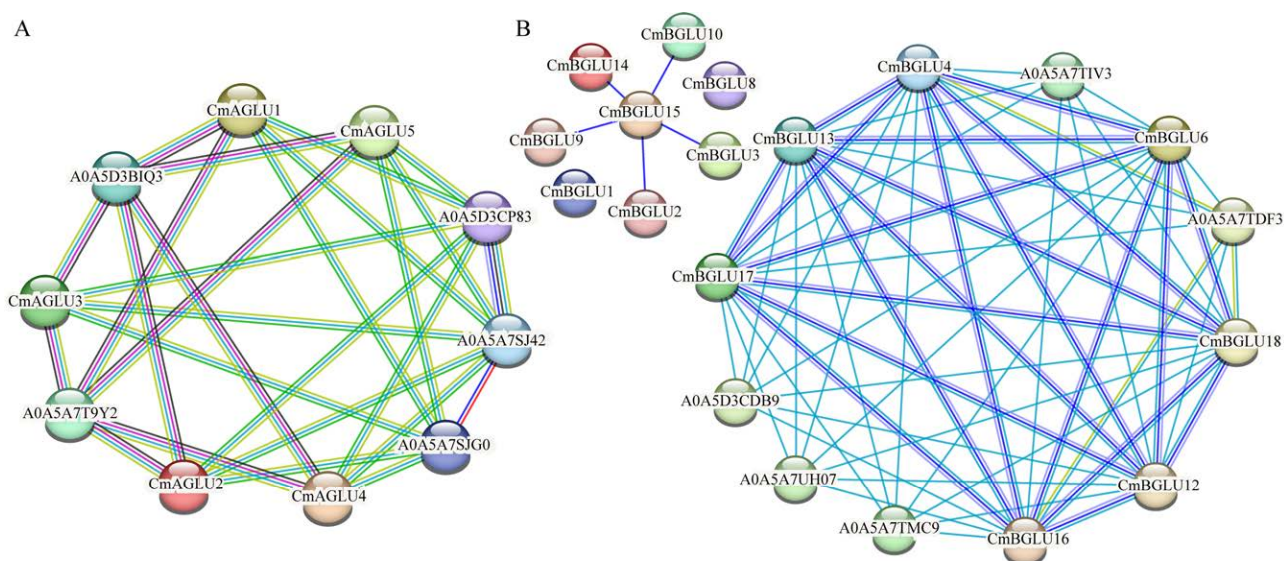 A
CmAGLU1
CmAGLU5
A0A5D3BIQ3
A0A5D3CP83
CmAGLU3
A0A5A7SJ42
A0A5A7T9Y2
A0A5A7SJG0
CmAGLU2
CmAGLU4
B
CmBGLU10
CmBGLU14
CmBGLU8
CmBGLU15
CmBGLU9
CmBGLU3
CmBGLU1
CmBGLU2
CmBGLU4
A0A5A7TIV3
CmBGLU13
CmBGLU6
A0A5A7TDF3
CmBGLU17
CmBGLU18
A0A5D3CDB9
A0A5A7UH07
CmBGLU12
A0A5A7TMC9
CmBGLU16